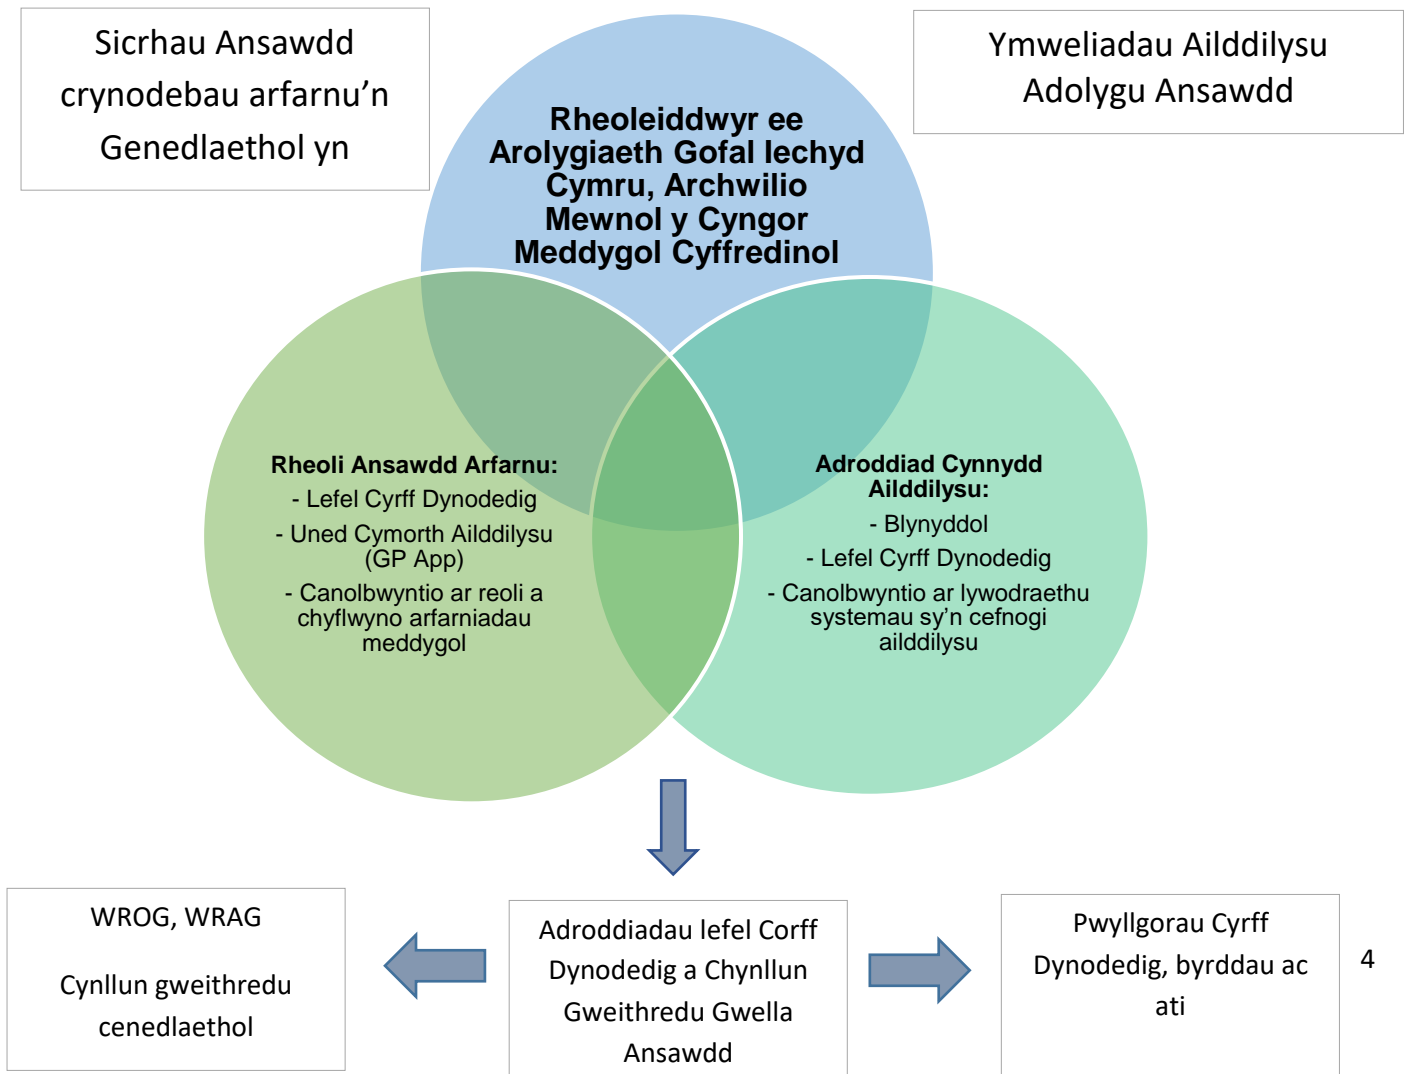 Sicrhau Ansawdd
crynodebau arfarnu’n
Genedlaethol yn
Ymweliadau Ailddilysu
Adolygu Ansawdd
Rheoleiddwyr ee
Arolygiaeth Gofal Iechyd
Cymru, Archwilio
Mewnol y Cyngor
Meddygol Cyffredinol
Rheoli Ansawdd Arfarnu:
- Lefel Cyrff Dynodedig
- Uned Cymorth Ailddilysu
(GP App)
- Canolbwyntio ar reoli a
chyflwyno arfarniadau
meddygol
Adroddiad Cynnydd
Ailddilysu:
- Blynyddol
- Lefel Cyrff Dynodedig
- Canolbwyntio ar lywodraethu
systemau sy’n cefnogi
ailddilysu
WROG, WRAG
Cynllun gweithredu
cenedlaethol
Adroddiadau lefel Corff
Dynodedig a Chynllun
Gweithredu Gwella
Ansawdd
Pwyllgorau Cyrff
Dynodedig, byrddau ac
ati
4